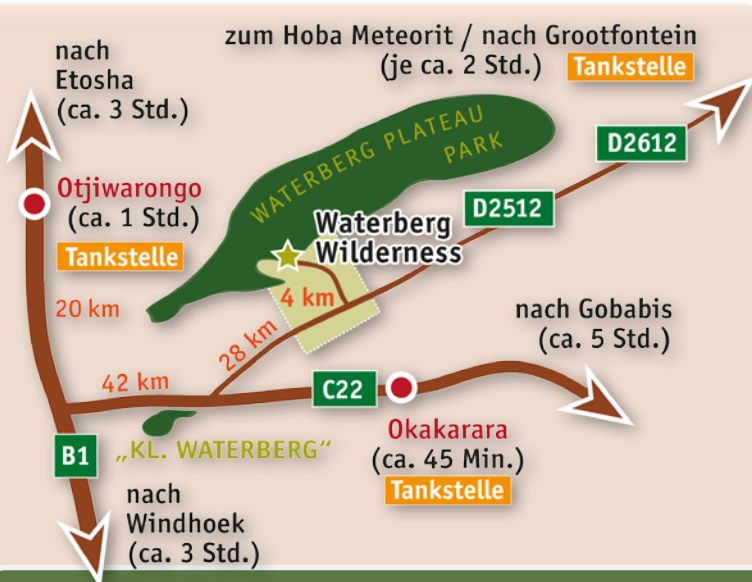 nach
Etosha
(ca. 3 Std.)
zum Hoba Meteorit / nach Grootfontein
(je ca. 2 Std.)
Tankstelle
D2612
WATERBERG PLATEAU
PARK
Otjiwarongo
(ca. 1 Std.)
Tankstelle
D2512
Waterberg
Wilderness
20 km
4 km
28 km
nach Gobabis
(ca. 5 Std.)
42 km
C22
Okakarara
(ca. 45 Min.)
Tankstelle
„KL. WATERBERG“
B1
nach
Windhoek
(ca. 3 Std.)